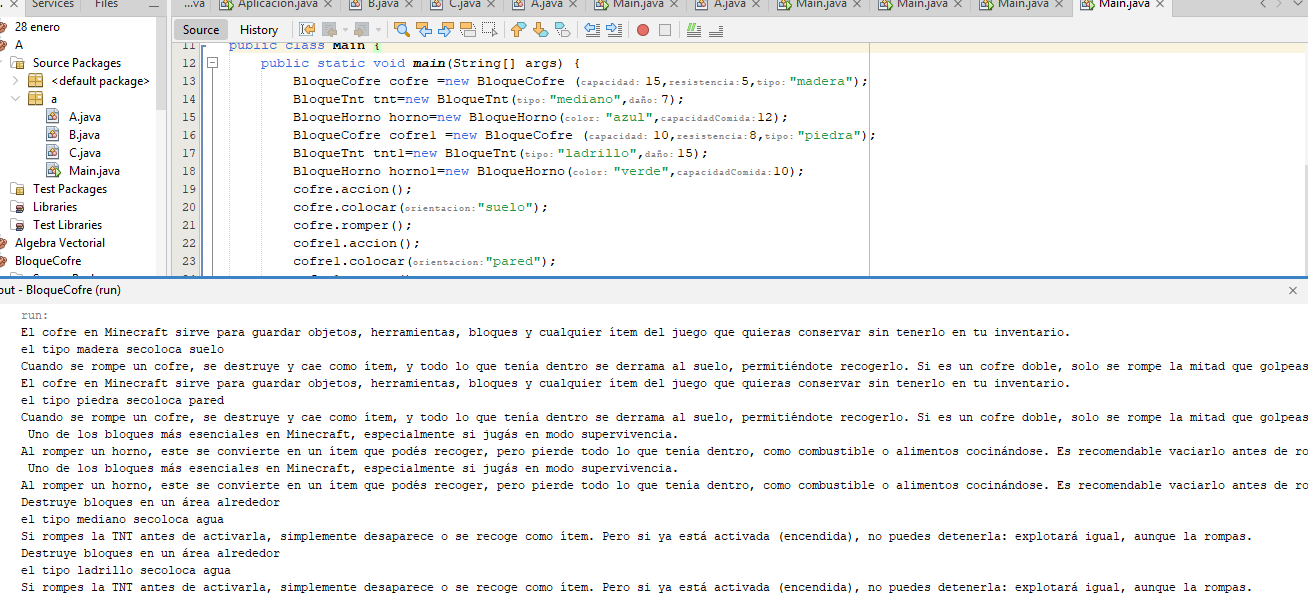 Services
Files
...va
Aplicacion.java
B.java
C.java
A.java
Main.java
A.java
Main.java
Main.java
Main.java
Main.java
28 enero
A
Source Packages
<default package>
a
A.java
B.java
C.java
Main.java
Test Packages
Libraries
Test Libraries
Algebra Vectorial
BloqueCofre
Source
History
11 public class Main {
12 public static void main(String[] args) {
13 BloqueCofre cofre =new BloqueCofre (capacidad: 15,resistencia:5,tipo: "madera");
14 BloqueTnt tnt=new BloqueTnt(tipo: "mediano",daño: 7);
15 BloqueHorno horno=new BloqueHorno(color: "azul",capacidadComida:12);
16 BloqueCofre cofre1 =new BloqueCofre (capacidad: 10,resistencia:8,tipo: "piedra");
17 BloqueTnt tnt1=new BloqueTnt(tipo: "ladrillo",daño: 15);
18 BloqueHorno horno1=new BloqueHorno(color: "verde",capacidadComida:10);
19 cofre.accion();
20 cofre.colocar(orientacion:"suelo");
21 cofre.romper();
22 cofre1.accion();
23 cofre1.colocar(orientacion:"pared");
out - BloqueCofre (run)
run:
El cofre en Minecraft sirve para guardar objetos, herramientas, bloques y cualquier ítem del juego que quieras conservar sin tenerlo en tu inventario.
el tipo madera secoloca suelo
Cuando se rompe un cofre, se destruye y cae como ítem, y todo lo que tenía dentro se derrama al suelo, permitiéndote recogerlo. Si es un cofre doble, solo se rompe la mitad que golpeas
El cofre en Minecraft sirve para guardar objetos, herramientas, bloques y cualquier ítem del juego que quieras conservar sin tenerlo en tu inventario.
el tipo piedra secoloca pared
Cuando se rompe un cofre, se destruye y cae como ítem, y todo lo que tenía dentro se derrama al suelo, permitiéndote recogerlo. Si es un cofre doble, solo se rompe la mitad que golpeas
Uno de los bloques más esenciales en Minecraft, especialmente si jugás en modo supervivencia.
Al romper un horno, este se convierte en un ítem que podés recoger, pero pierde todo lo que tenía dentro, como combustible o alimentos cocinándose. Es recomendable vaciarlo antes de ro
Uno de los bloques más esenciales en Minecraft, especialmente si jugás en modo supervivencia.
Al romper un horno, este se convierte en un ítem que podés recoger, pero pierde todo lo que tenía dentro, como combustible o alimentos cocinándose. Es recomendable vaciarlo antes de ro
Destruye bloques en un área alrededor
el tipo mediano secoloca agua
Si rompes la TNT antes de activarla, simplemente desaparece o se recoge como ítem. Pero si ya está activada (encendida), no puedes detenerla: explotará igual, aunque la rompas.
Destruye bloques en un área alrededor
el tipo ladrillo secoloca agua
Si rompes la TNT antes de activarla, simplemente desaparece o se recoge como ítem. Pero si ya está activada (encendida), no puedes detenerla: explotará igual, aunque la rompas.